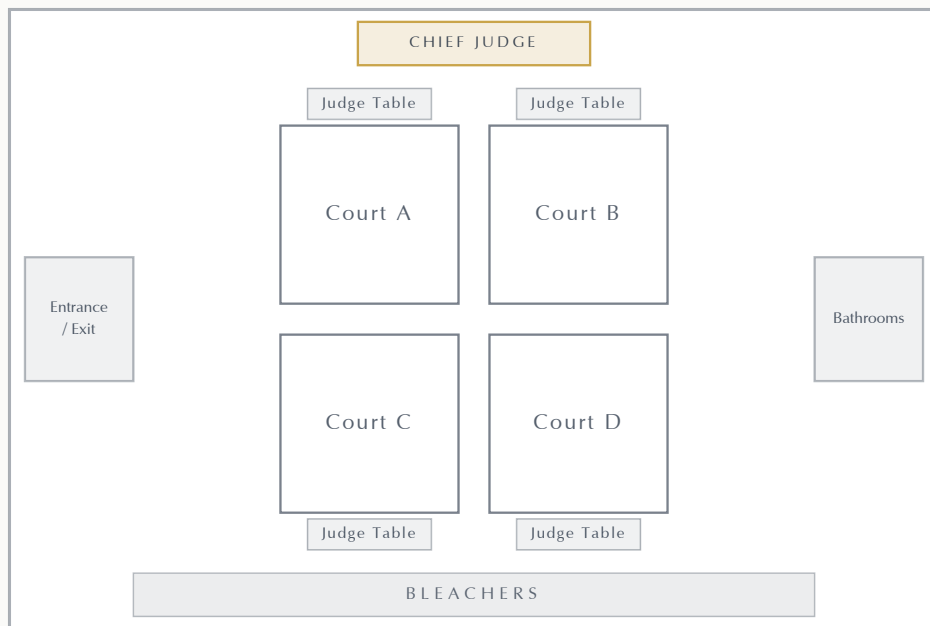 CHIEF JUDGE
Judge Table
Judge Table
Court A
Court B
Entrance
/ Exit
Bathrooms
Court C
Court D
Judge Table
Judge Table
BLEACHERS